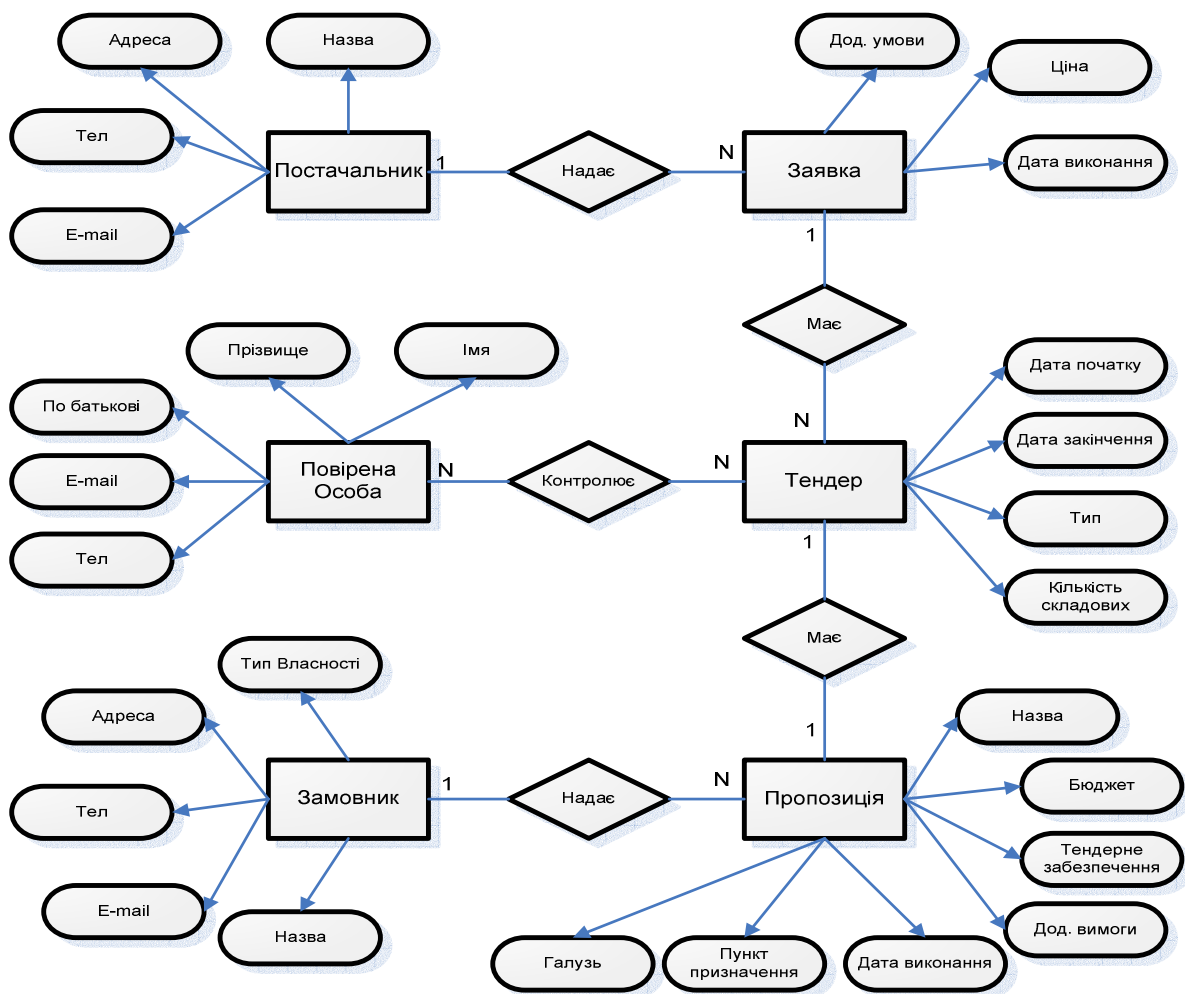 Адреса
Назва
Дод. умови
Ціна
Тел
Постачальник
1
Надає
N
Заявка
Дата виконання
E-mail
1
Має
Прізвище
Імя
Дата початку
По батькові
N
Дата закінчення
E-mail
Повірена
Особа
N
Контролює
N
Тендер
Тип
Тел
1
Кількість
складових
Має
Тип Власності
Адреса
1
Назва
Тел
Замовник
1
Надає
N
Пропозиція
Бюджет
Тендерне
забезпечення
E-mail
Назва
Дод. вимоги
Галузь
Пункт
призначення
Дата виконання